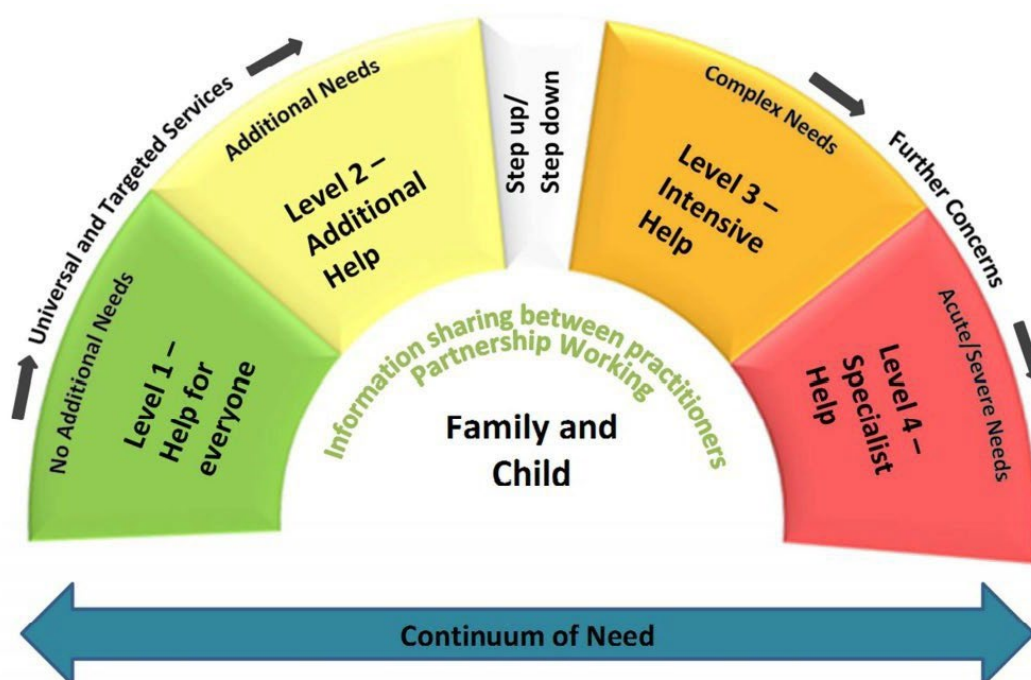 Universal and Targeted Services
No Additional Needs
Level 1 –
Help for
everyone
Additional Needs
Level 2 –
Additional
Help
Step up/
Step down
Complex Needs
Level 3 –
Intensive
Help
Further Concerns
Acute/Severe Needs
Level 4 –
Specialist
Help
Information sharing between practitioners
Partnership Working
Family and
Child
Continuum of Need